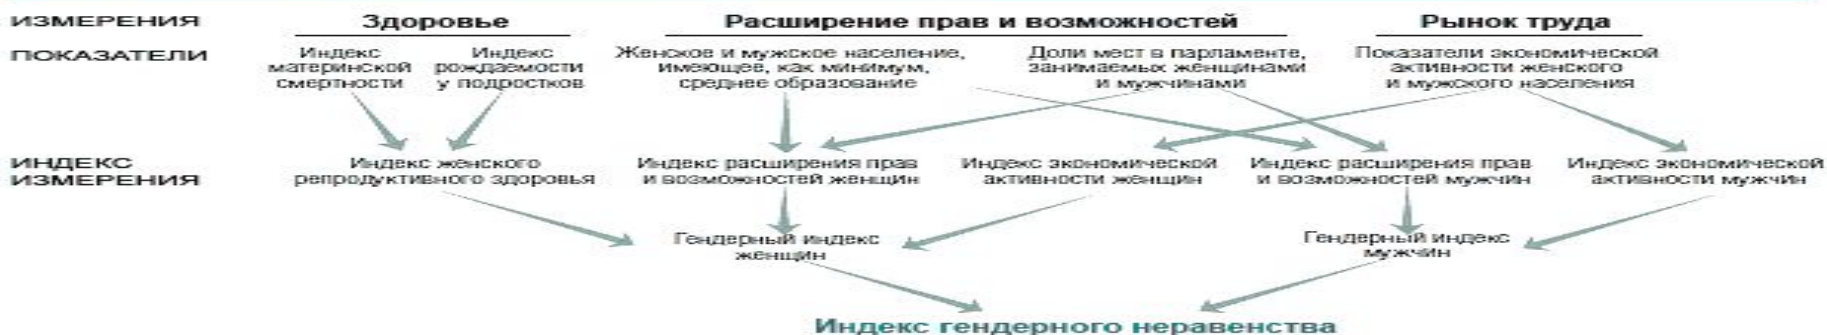 ИЗМЕРЕНИЯ
Здоровье
Расширение прав и возможностей
Рынок труда
ПОКАЗАТЕЛИ
Индекс
материнской
смертности
Индекс
рождаемости
у подростков
Женское и мужское население,
имеющее, как минимум,
среднее образование
Доли мест в парламенте,
занимаемых женщинами
и мужчинами
Показатели экономической
активности женского
и мужского населения
ИНДЕКС
ИЗМЕРЕНИЯ
Индекс женского
репродуктивного здоровья
Индекс расширения прав
и возможностей женщин
Индекс экономической
активности женщин
Индекс расширения прав
и возможностей мужчин
Индекс экономической
активности мужчин
Гендерный индекс
женщин
Гендерный индекс
мужчин
Индекс гендерного неравенства